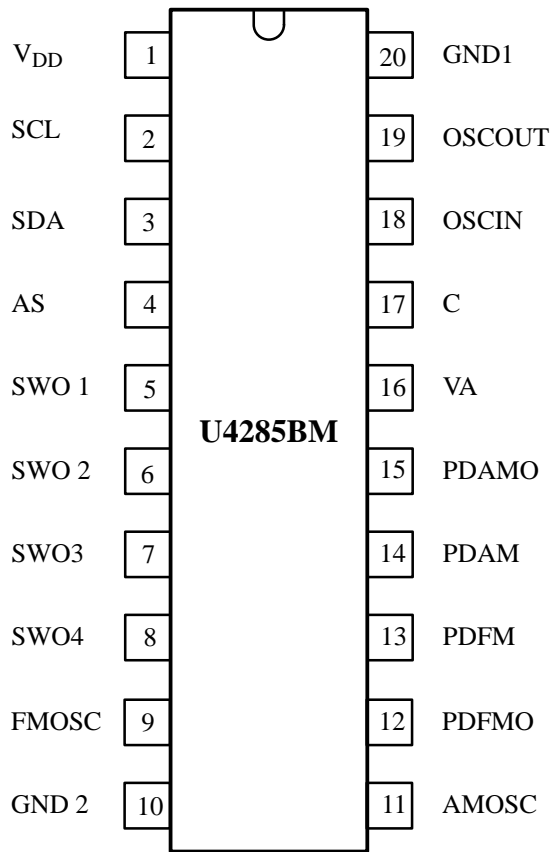 V_DD 1 20 GND1
SCL 2 19 OSCOUT
SDA 3 18 OSCIN
AS 4 17 C
SWO 1 5 16 VA
U4285BM
SWO 2 6 15 PDAMO
SWO3 7 14 PDAM
SWO4 8 13 PDFM
FMOSC 9 12 PDFMO
GND 2 10 11 AMOSC